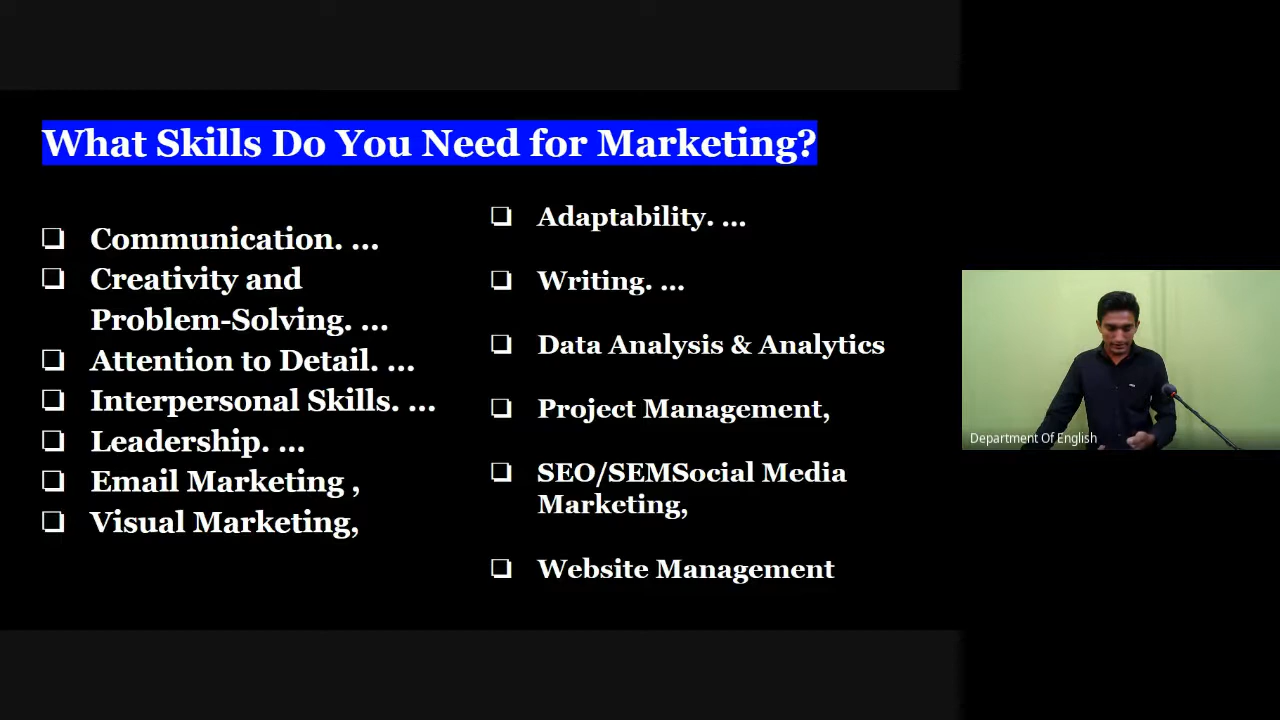 What Skills Do You Need for Marketing?
❏ Communication. ...
❏ Creativity and
Problem-Solving. ...
❏ Attention to Detail. ...
❏ Interpersonal Skills. ...
❏ Leadership. ...
❏ Email Marketing ,
❏ Visual Marketing,
❏ Adaptability. ...
❏ Writing. ...
❏ Data Analysis & Analytics
❏ Project Management,
❏ SEO/SEMSocial Media
Marketing,
❏ Website Management
Department Of English